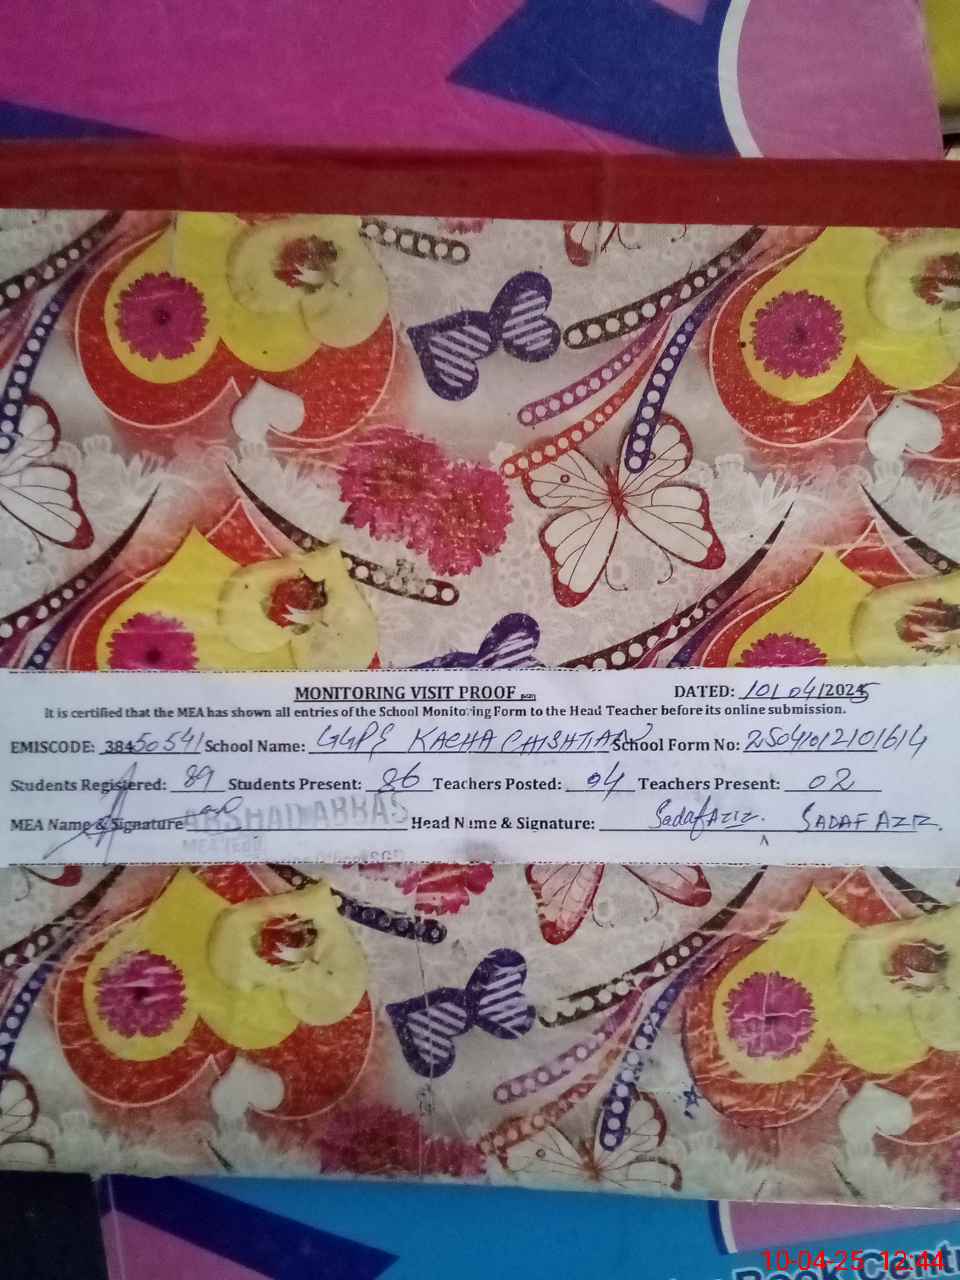 MONITORING VISIT PROOF
DATED: 10/04/2025
It is certified that the MEA has shown all entries of the School Monitoring Form to the Head Teacher before its online submission.
EMISCODE: 38450541 School Name: GGPS KACHA CHISHTIAN School Form No: 2504012101614
Students Registered: 89 Students Present: 86 Teachers Posted: 04 Teachers Present: 02
MEA Name & Signature ARSHAD ABBAS Head Name & Signature: Sadaf Aziz. SADAF AZIZ.
10-04-25 12:44
Book Centr